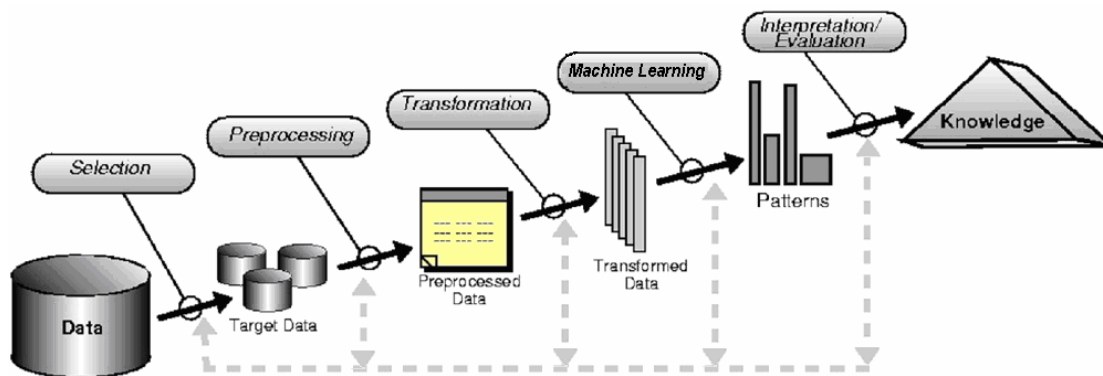 Interpretation/
Evaluation
Machine Learning
Transformation
Preprocessing
Selection
Knowledge
Patterns
Transformed
Data
Preprocessed
Data
Target Data
Data